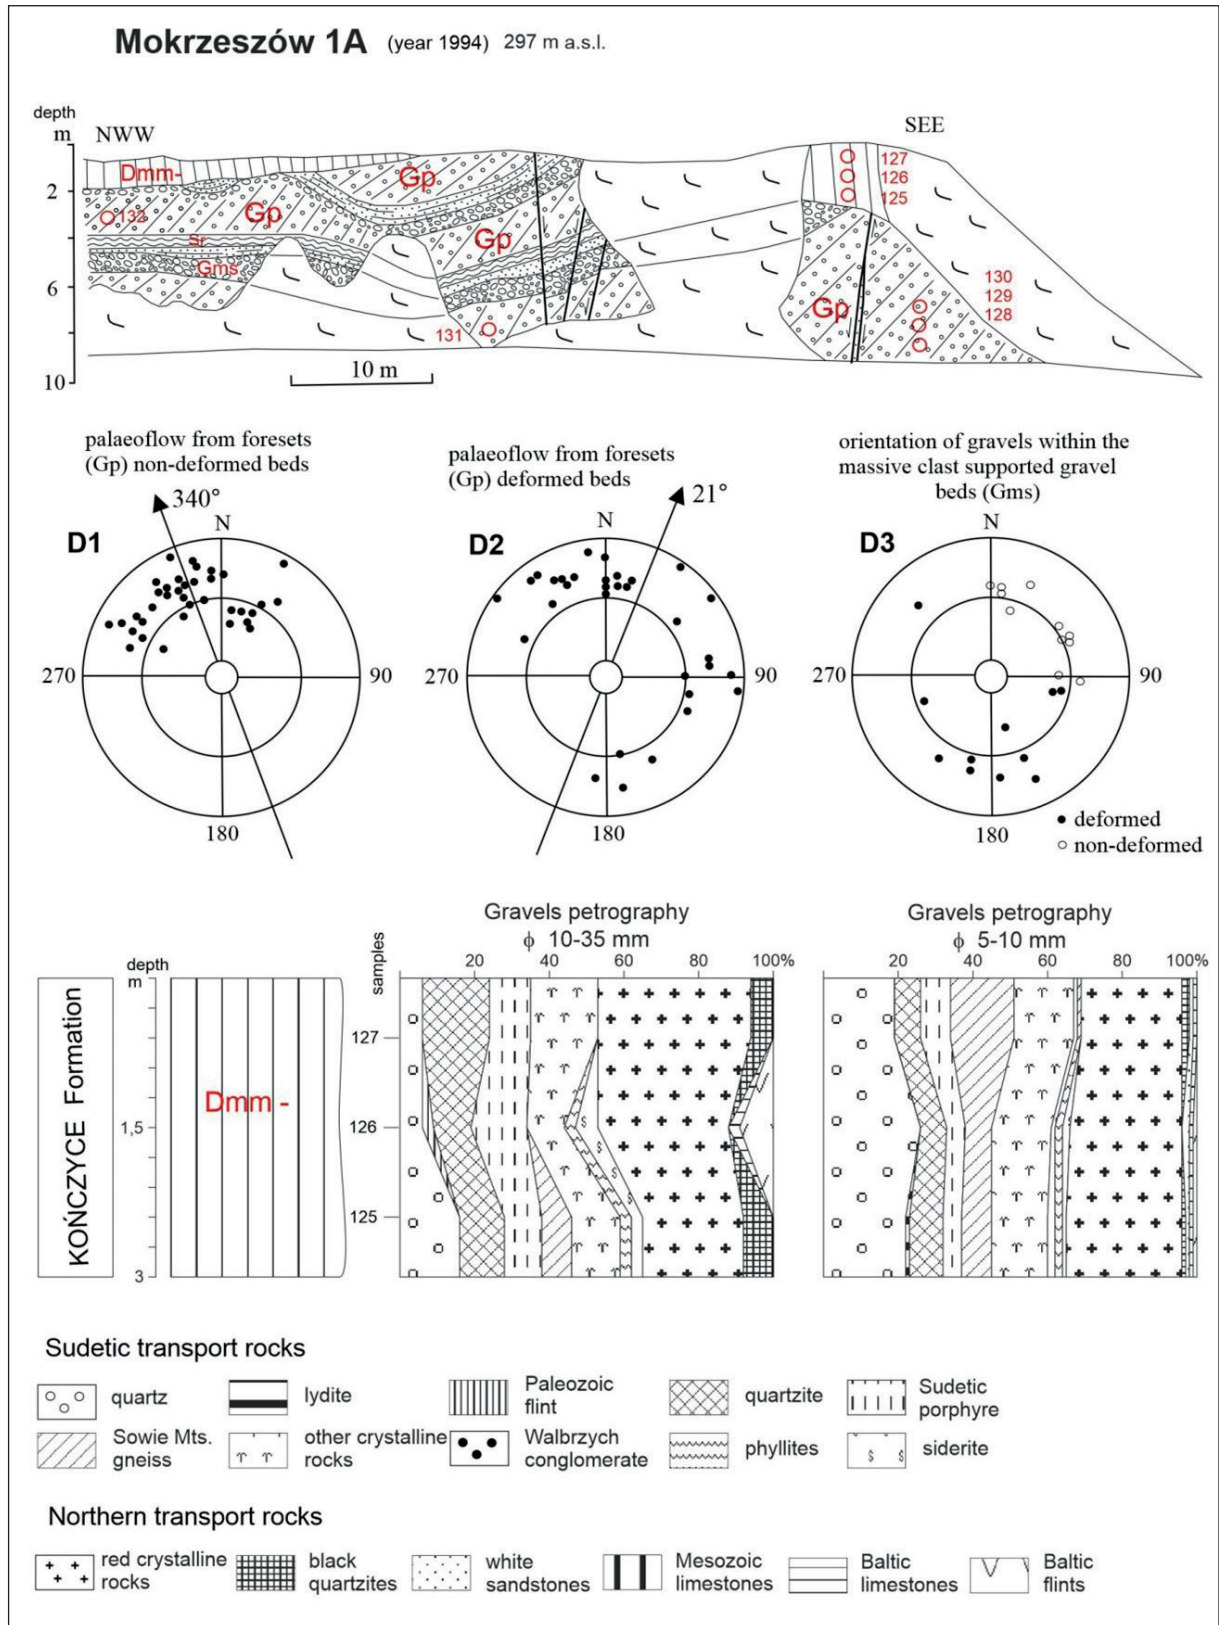 Mokrzeszów 1A (year 1994) 297 m a.s.l.
depth
m
NWW
SEE
2
6
10
Dmm-
132
Gp
Gp
Gp
Sr
Gms
131
127
126
125
Gp
130
129
128
10 m
palaeoflow from foresets
(Gp) non-deformed beds
340°
D1
N
270
90
180
palaeoflow from foresets
(Gp) deformed beds
21°
D2
N
270
90
180
orientation of gravels within the
massive clast supported gravel
beds (Gms)
D3
N
270
90
180
deformed
non-deformed
KOŃCZYCE Formation
depth
m
1,5
3
Dmm -
samples
127
126
125
Gravels petrography
ϕ 10-35 mm
20 40 60 80 100%
Gravels petrography
ϕ 5-10 mm
20 40 60 80 100%
Sudetic transport rocks
quartz
lydite
Paleozoic
flint
quartzite
Sudetic
porphyre
Sowie Mts.
gneiss
other crystalline
rocks
Walbrzych
conglomerate
phyllites
siderite
Northern transport rocks
red crystalline
rocks
black
quartzites
white
sandstones
Mesozoic
limestones
Baltic
limestones
Baltic
flints